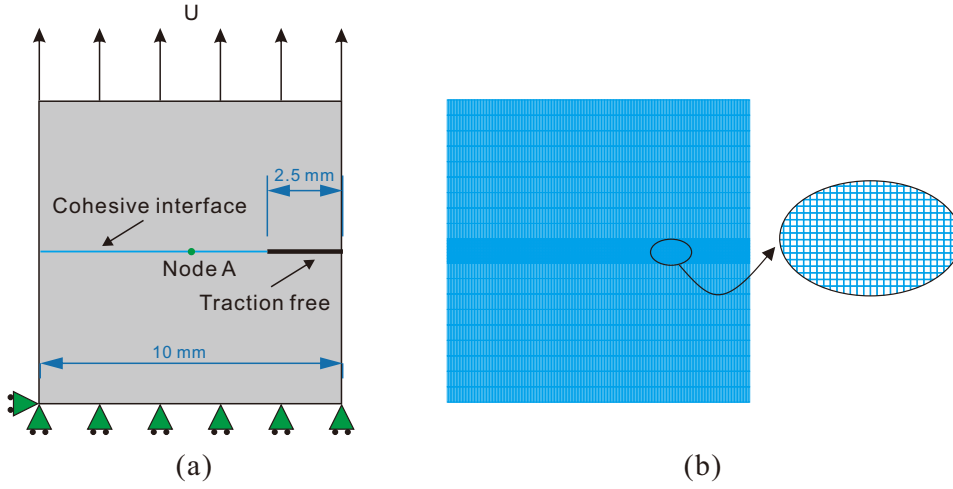 U
2.5 mm
Cohesive interface
Node A
Traction free
10 mm
(a)
(b)